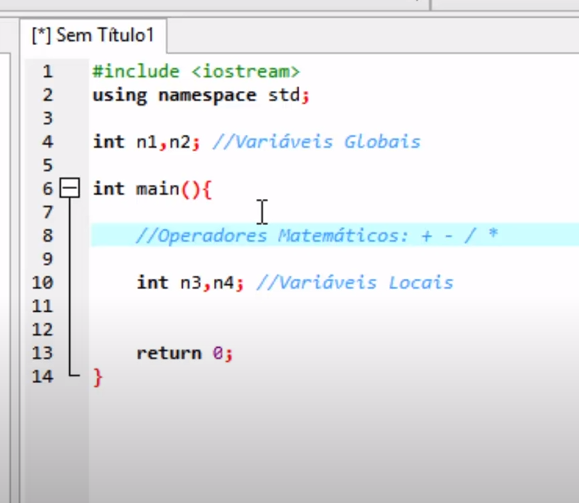 [*] Sem Título1
1 #include <iostream>
2 using namespace std;
3
4 int n1,n2; //Variáveis Globais
5
6 int main(){
7
8 //Operadores Matemáticos: + - / *
9
10 int n3,n4; //Variáveis Locais
11
12
13 return 0;
14 }